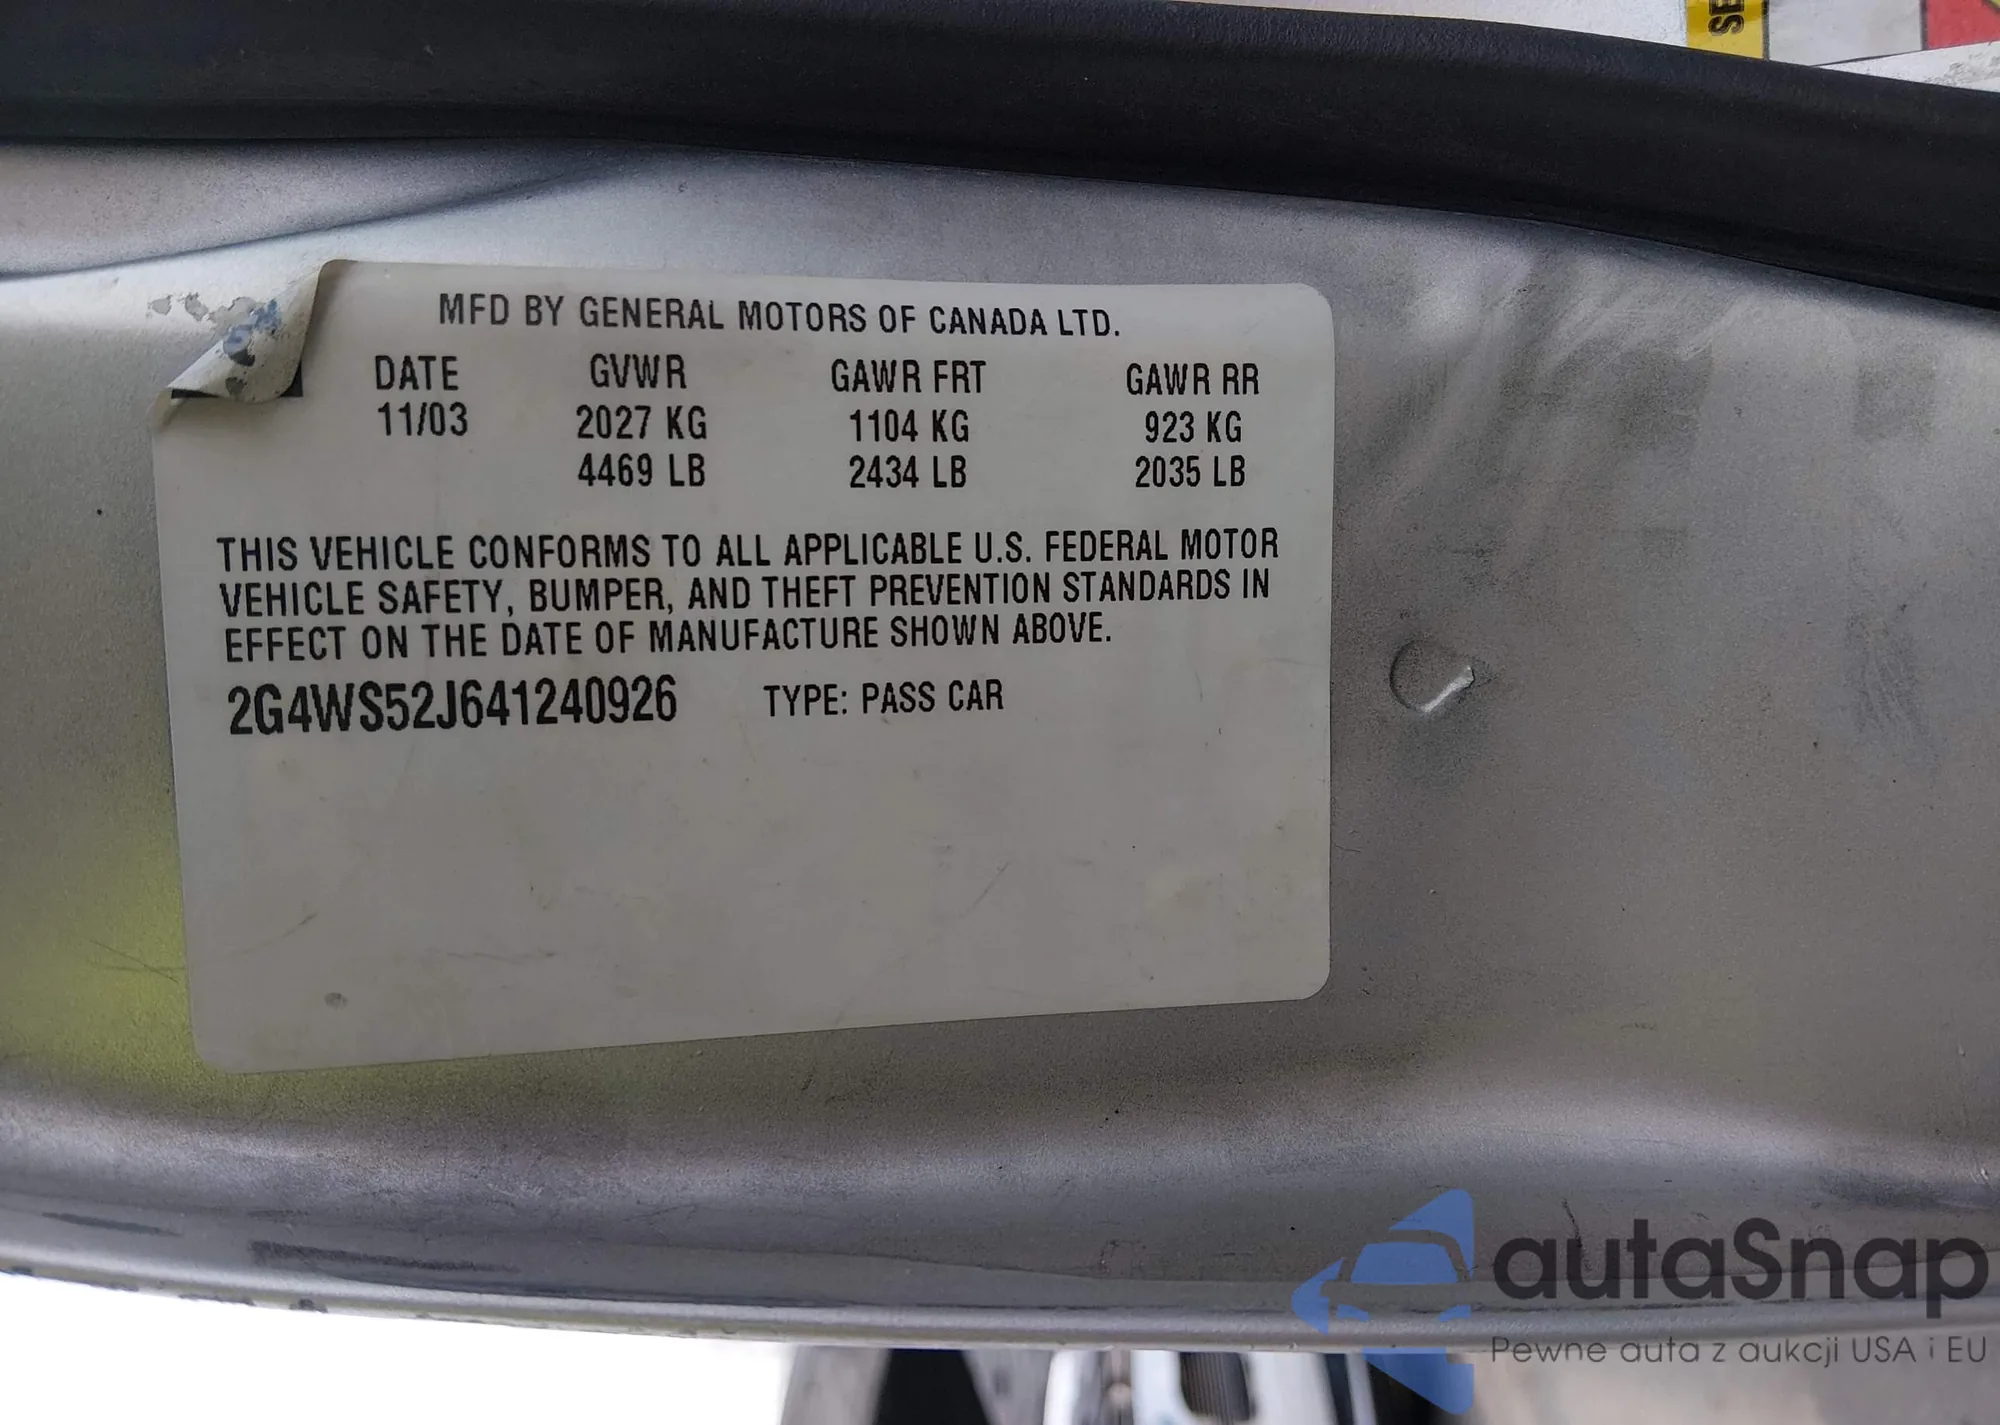 SE
MFD BY GENERAL MOTORS OF CANADA LTD.
DATE GVWR GAWR FRT GAWR RR
11/03 2027 KG 1104 KG 923 KG
4469 LB 2434 LB 2035 LB
THIS VEHICLE CONFORMS TO ALL APPLICABLE U.S. FEDERAL MOTOR
VEHICLE SAFETY, BUMPER, AND THEFT PREVENTION STANDARDS IN
EFFECT ON THE DATE OF MANUFACTURE SHOWN ABOVE.
2G4WS52J641240926 TYPE: PASS CAR
autaSnap
Pewne auta z aukcji USA i EU